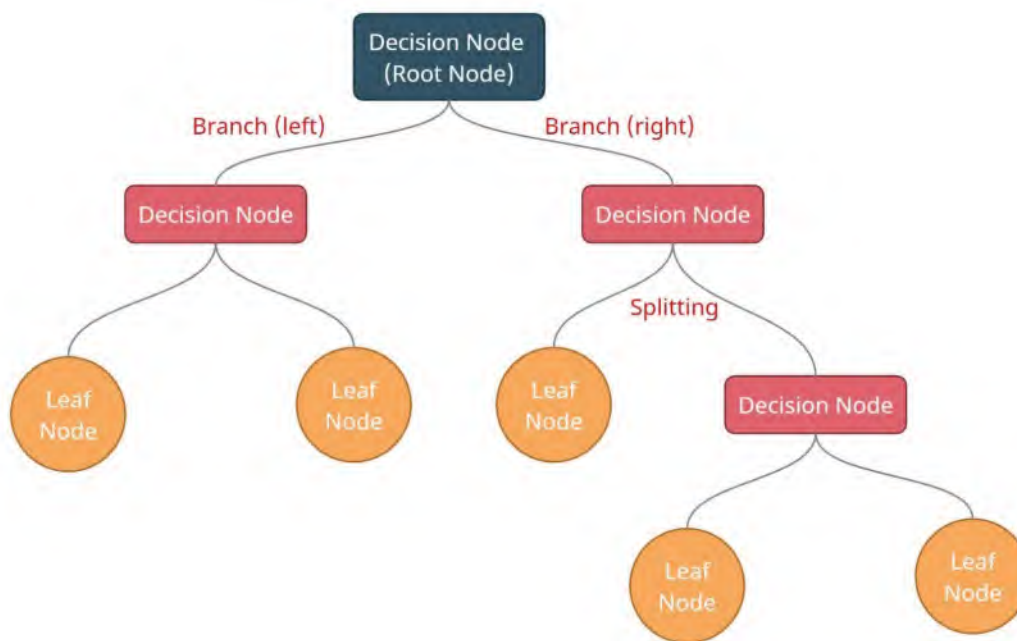 Decision Node
(Root Node)
Branch (left)
Branch (right)
Decision Node
Decision Node
Splitting
Leaf
Node
Leaf
Node
Leaf
Node
Decision Node
Leaf
Node
Leaf
Node